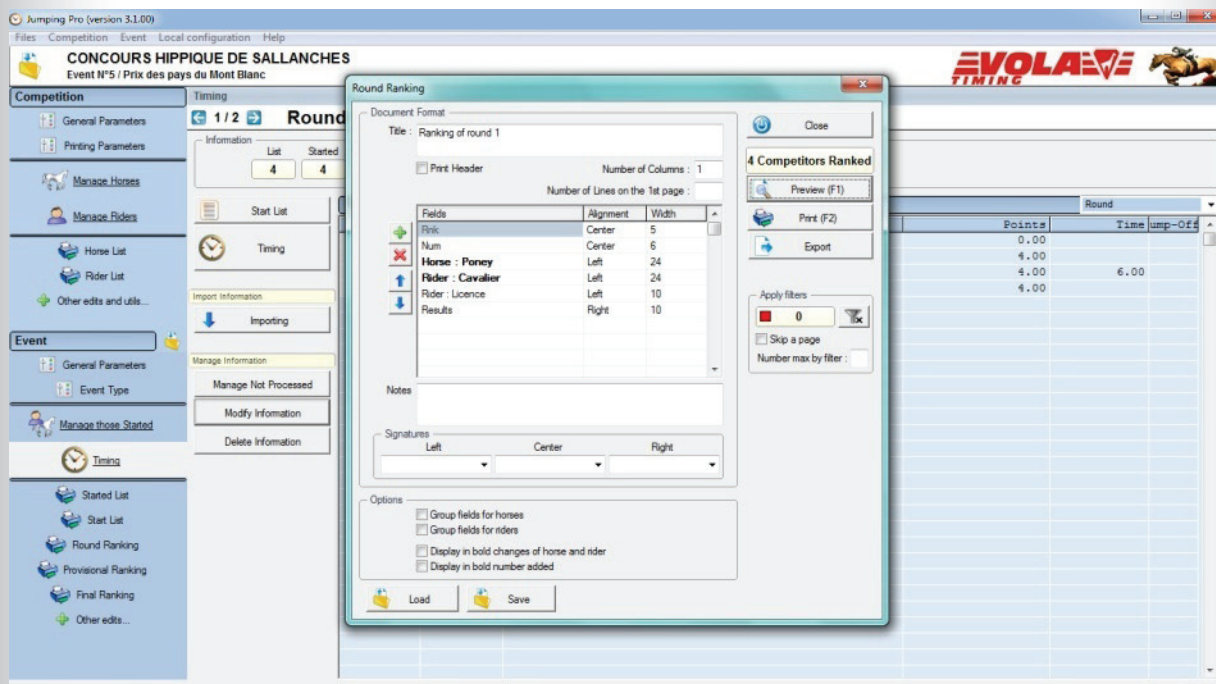 Jumping Pro (version 3.1.00)
Files Competition Event Local configuration Help
CONCOURS HIPPIQUE DE SALLANCHES
Event N°5 / Prix des pays du Mont Blanc
VOLA
TIMING
Competition
General Parameters
Printing Parameters
Manage Horses
Manage Riders
Horse List
Rider List
Other edits and utils...
Event
General Parameters
Event Type
Manage those Started
Timing
Started List
Start List
Round Ranking
Provisional Ranking
Final Ranking
Other edits...
Timing
1/2 Round
Information
List Started
4 4
Start List
Timing
Import Information
Importing
Manage Information
Manage Not Processed
Modify Information
Delete Information
Round Ranking
Document Format
Title : Ranking of round 1
Print Header Number of Columns : 1
Number of Lines on the 1st page :
Fields Alignment Width
Rnk Center 5
Num Center 6
Horse : Poney Left 24
Rider : Cavalier Left 24
Rider : Licence Left 10
Results Right 10
Notes
Signatures
Left Center Right
Options
Group fields for horses
Group fields for riders
Display in bold changes of horse and rider
Display in bold number added
Load Save
Close
4 Competitors Ranked
Preview (F1)
Print (F2)
Export
Apply filters
0
Skip a page
Number max by filter :
Round
Points Time ump-Off
0.00
4.00
4.00 6.00
4.00